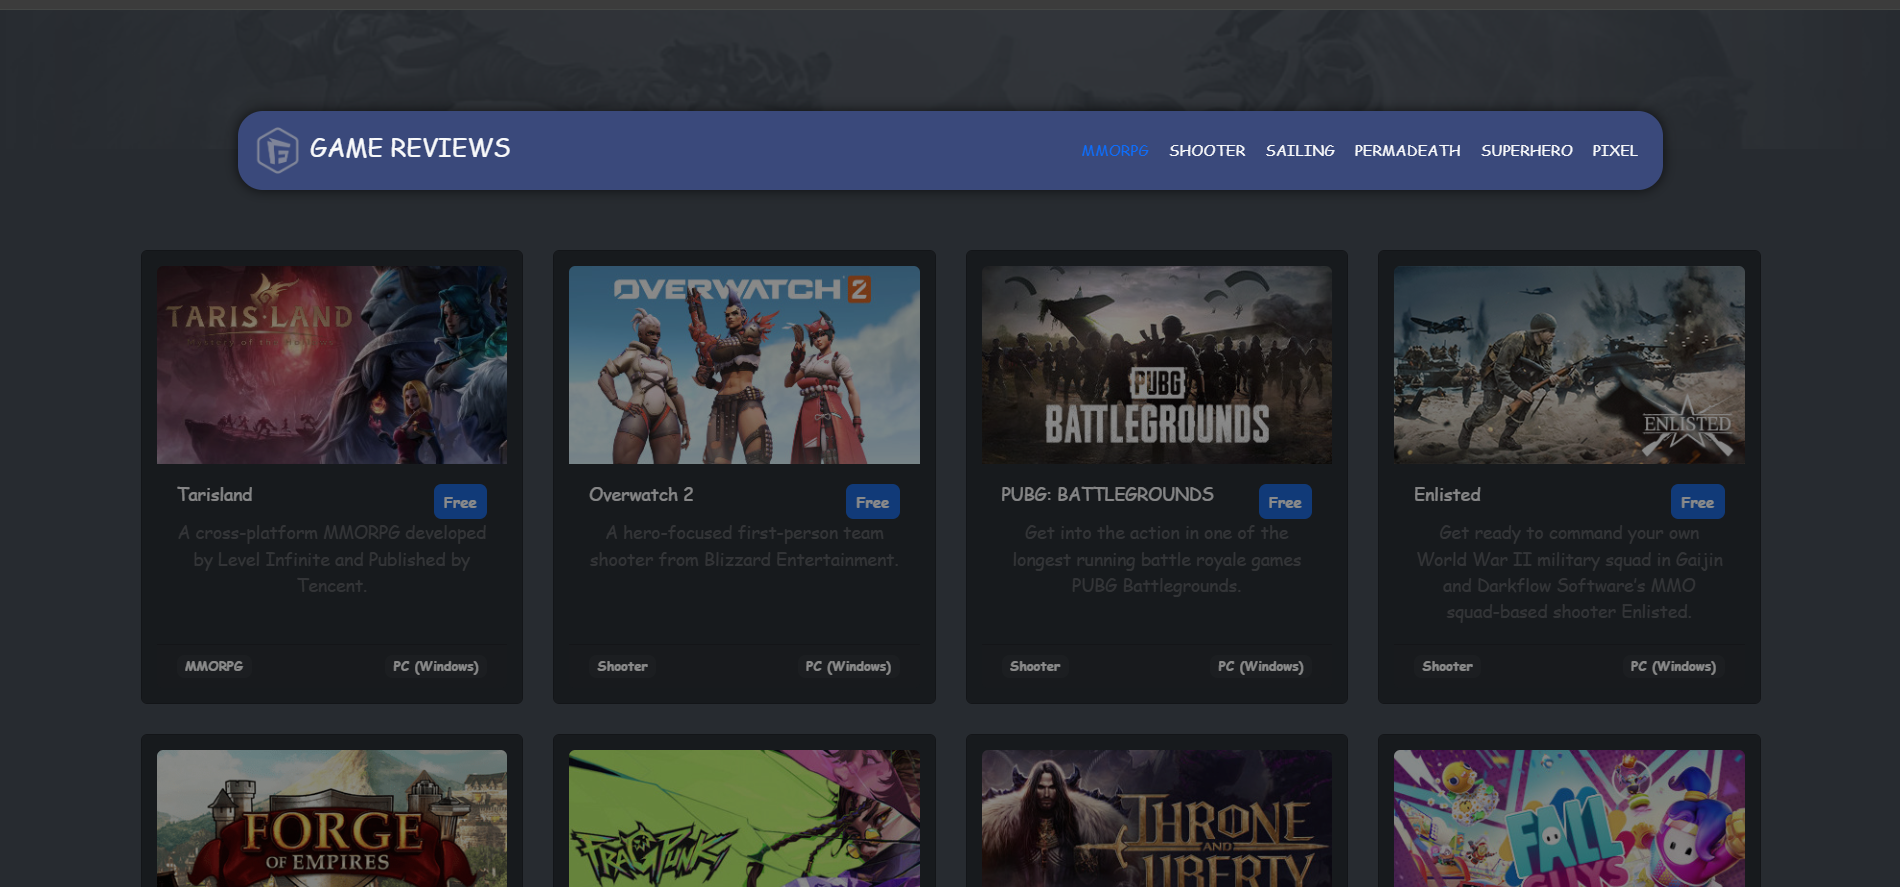 GAME REVIEWS
MMORPG SHOOTER SAILING PERMADEATH SUPERHERO PIXEL
TARISLAND
OVERWATCH 2
PUBG
BATTLEGROUNDS
ENLISTED
Tarisland
Free
A cross-platform MMORPG developed
by Level Infinite and Published by
Tencent.
MMORPG
PC (Windows)
Overwatch 2
Free
A hero-focused first-person team
shooter from Blizzard Entertainment.
Shooter
PC (Windows)
PUBG: BATTLEGROUNDS
Free
Get into the action in one of the
longest running battle royale games
PUBG Battlegrounds.
Shooter
PC (Windows)
Enlisted
Free
Get ready to command your own
World War II military squad in Gaijin
and Darkflow Software's MMO
squad-based shooter Enlisted.
Shooter
PC (Windows)
FORGE
OF EMPIRES
FRAGPUNK
THRONE
AND
LIBERTY
FALL
GUYS